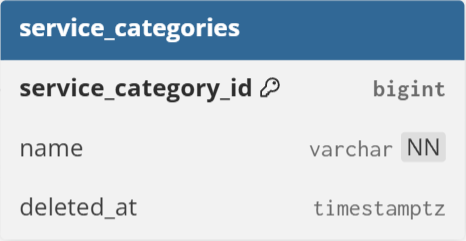 service_categories
service_category_id bigint
name varchar NN
deleted_at timestamptz